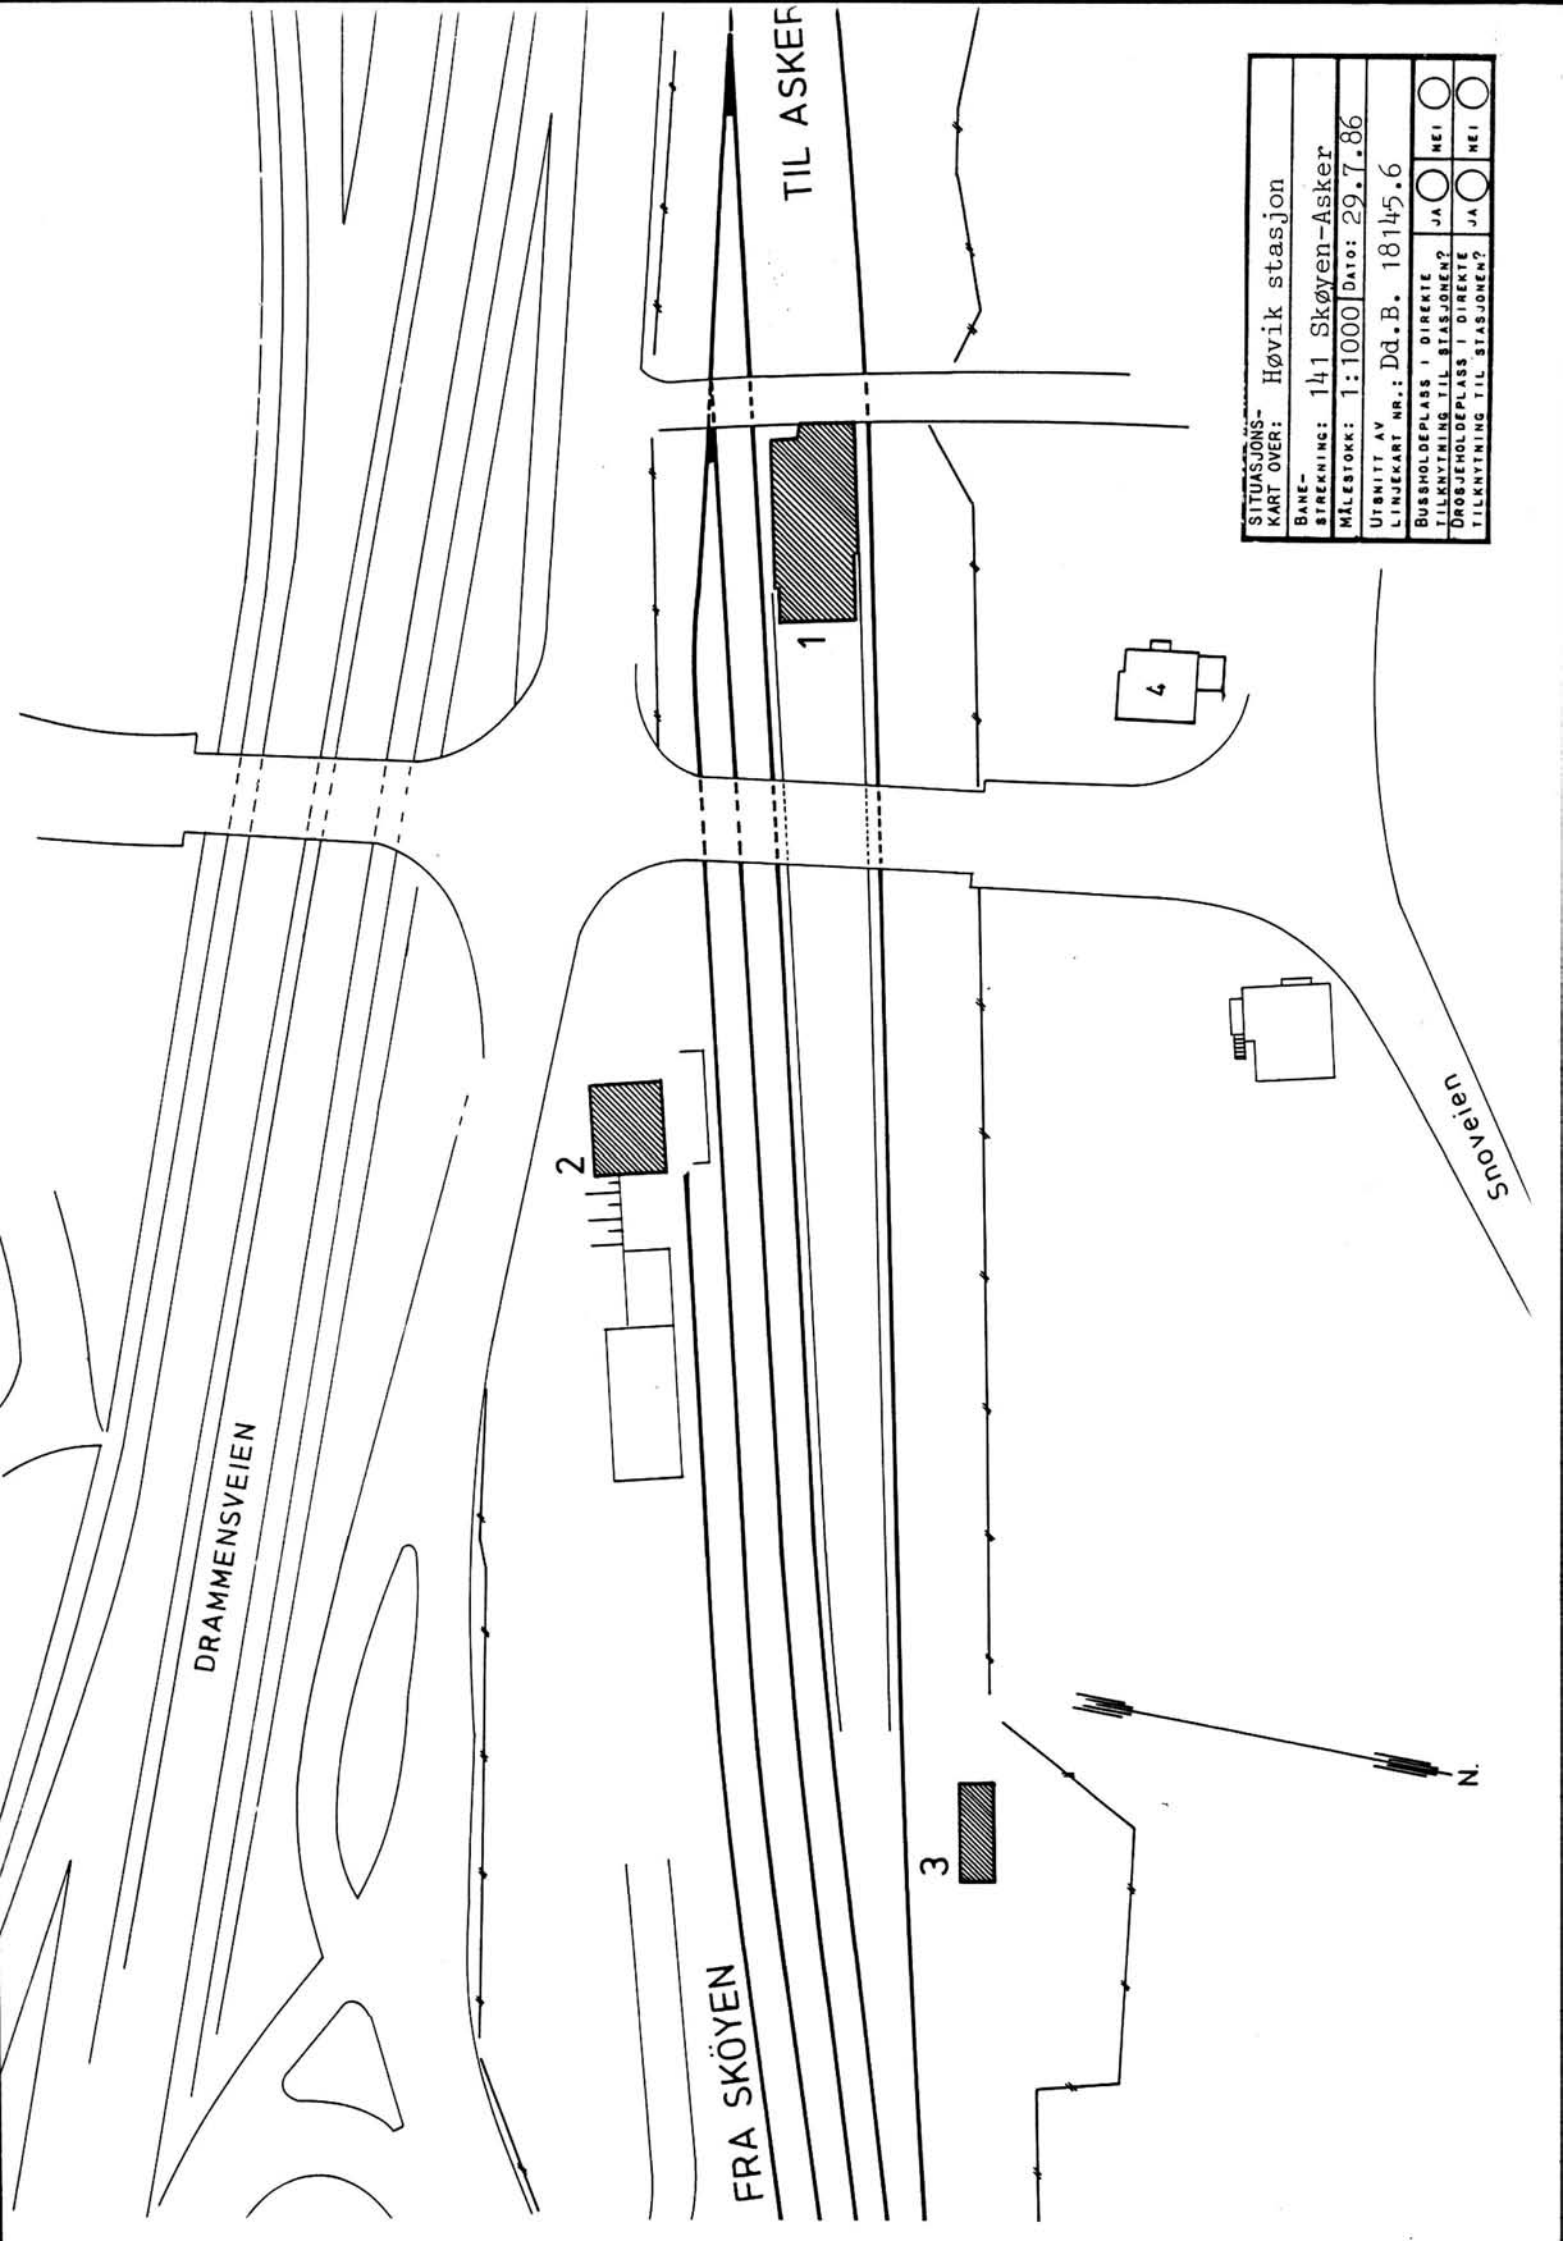 DRAMMENSVEIEN
FRA SKÖYEN
TIL ASKER
2
1
3
4
Snoveien
N.
SITUASJONS-
KART OVER: Høvik stasjon
BANE-
STREKNING: 141 Skøyen-Asker
MÅLESTOKK: 1:1000 DATO: 29.7.86
UTSNITT AV
LINJEKART NR.: Dd.B. 18145.6
BUSSHOLDEPLASS I DIREKTE
TILKNYTNING TIL STASJONEN? JA NEI
DROSJEHOLDEPLASS I DIREKTE
TILKNYTNING TIL STASJONEN? JA NEI